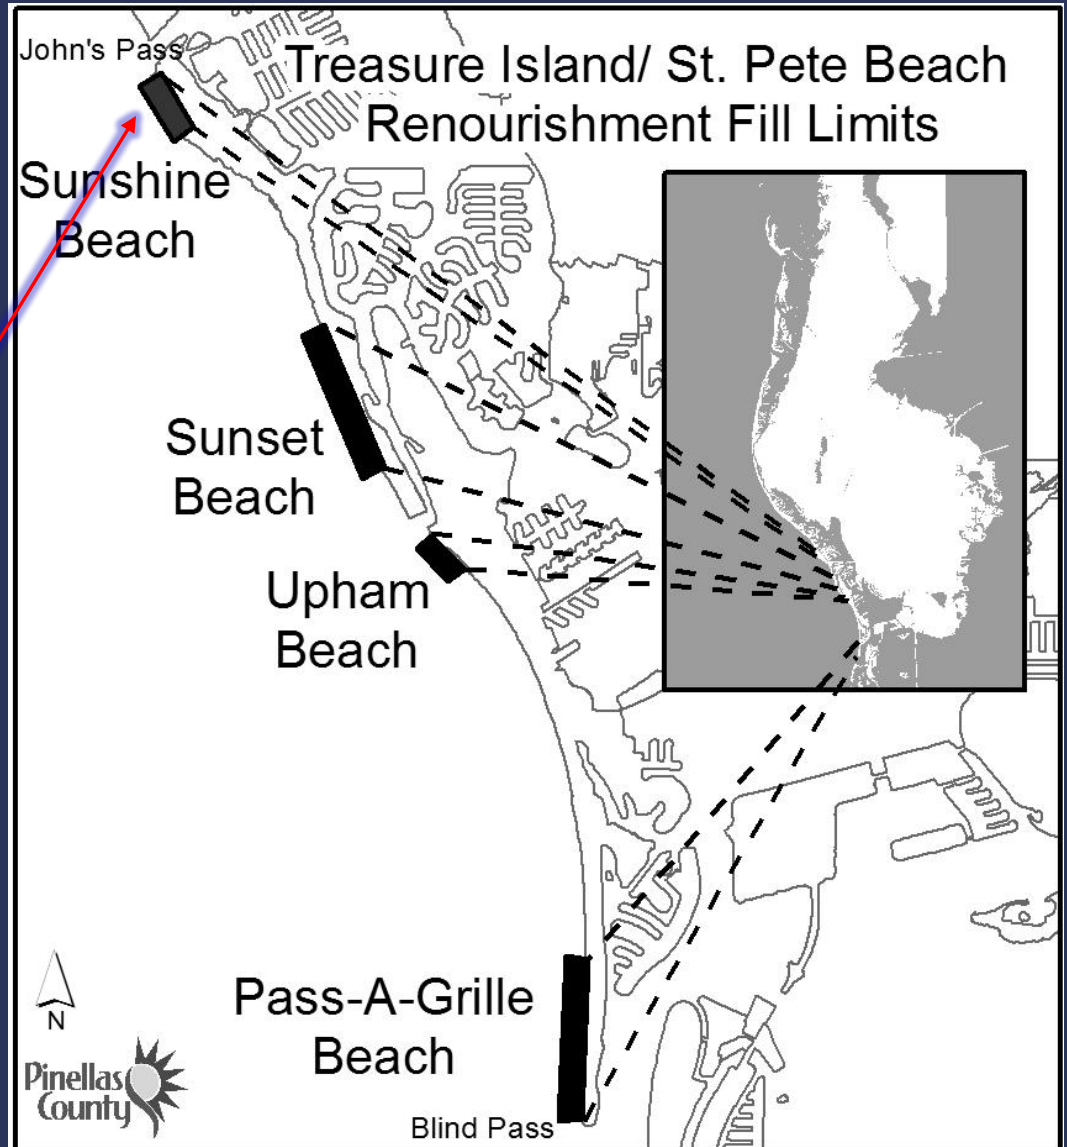 John's Pass
Treasure Island/ St. Pete Beach
Renourishment Fill Limits
Sunshine
Beach
Sunset
Beach
Upham
Beach
Pass-A-Grille
Beach
N
Pinellas
County
Blind Pass